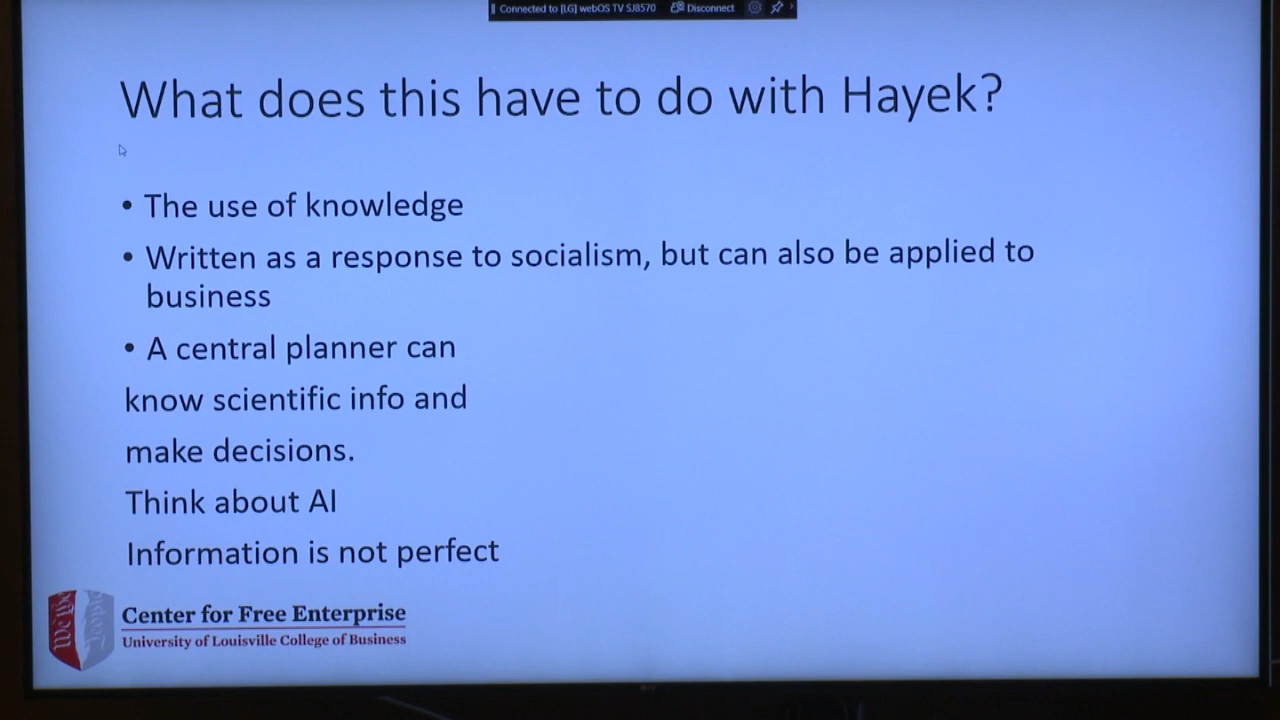 Connected to [LG] webOS TV SJ8570 Disconnect
What does this have to do with Hayek?
• The use of knowledge
• Written as a response to socialism, but can also be applied to
business
• A central planner can
know scientific info and
make decisions.
Think about AI
Information is not perfect
We the
Center for Free Enterprise
University of Louisville College of Business